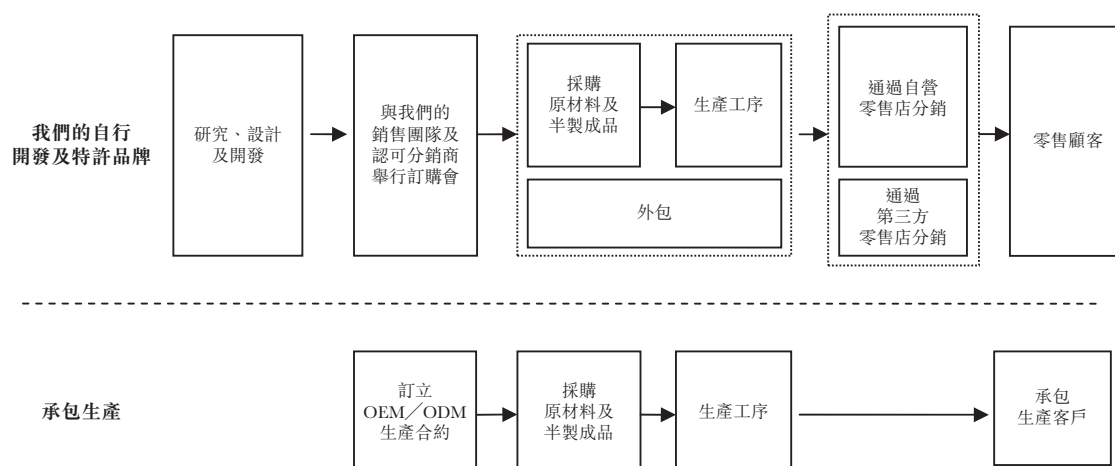 我們的自行
開發及特許品牌
研究、設計
及開發
與我們的
銷售團隊及
認可分銷商
舉行訂購會
採購
原材料及
半製成品
生產工序
外包
通過自營
零售店分銷
通過
第三方
零售店分銷
零售顧客
承包生產
訂立
OEM／ODM
生產合約
採購
原材料及
半製成品
生產工序
承包
生產客戶